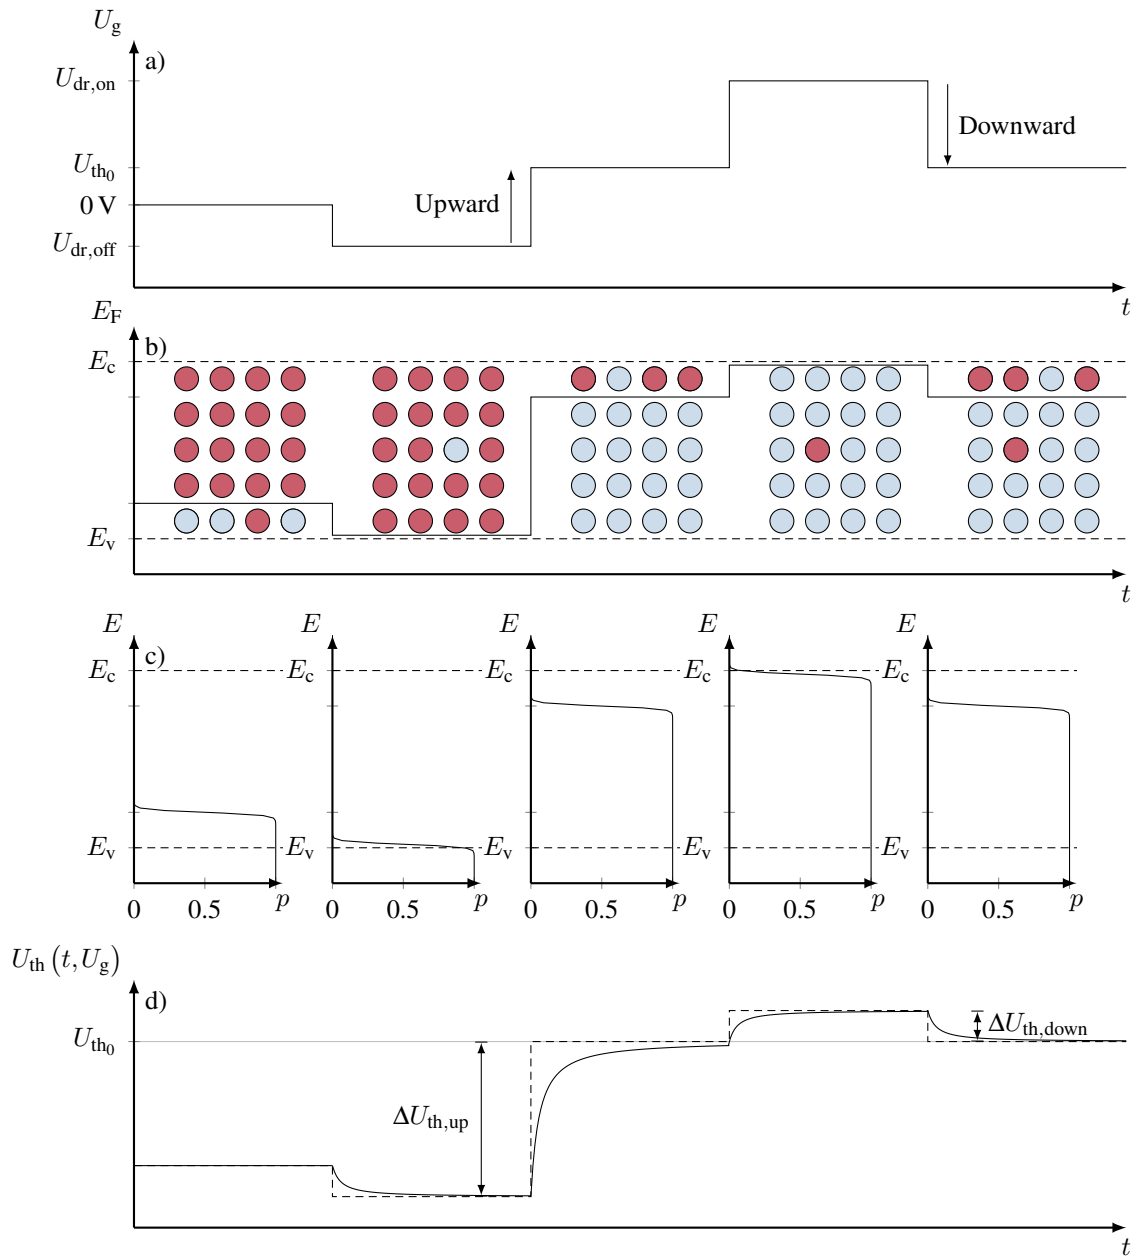 U_g
a)
U_dr,on
Downward
U_th0
0 V
Upward
U_dr,off
t
E_F
b)
E_c
E_v
t
E E E E E
c)
E_c E_c E_c E_c
E_v E_v E_v E_v
p p p p p
0 0.5 0 0.5 0 0.5 0 0.5 0 0.5
U_th (t, U_g)
d)
U_th0
ΔU_th,down
ΔU_th,up
t